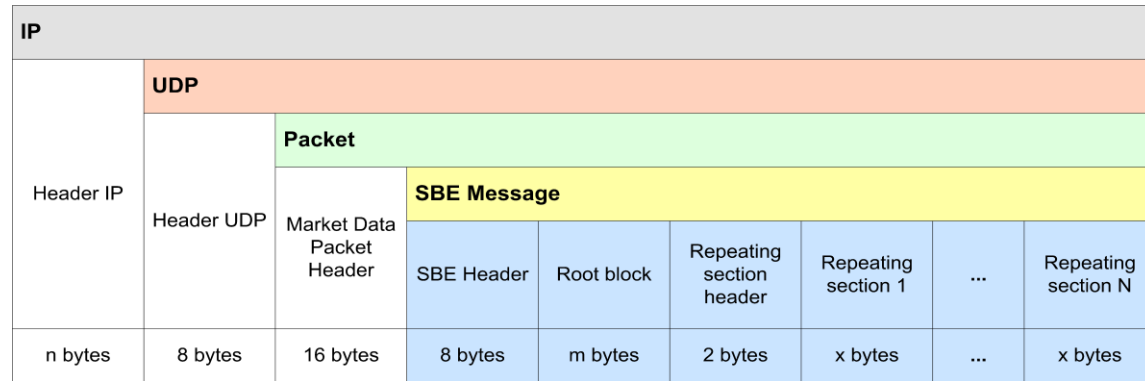 IP
UDP
Packet
Header IP
SBE Message
Header UDP
Market Data
Packet
Header
SBE Header
Root block
Repeating
section
header
Repeating
section 1
...
Repeating
section N
n bytes
8 bytes
16 bytes
8 bytes
m bytes
2 bytes
x bytes
...
x bytes